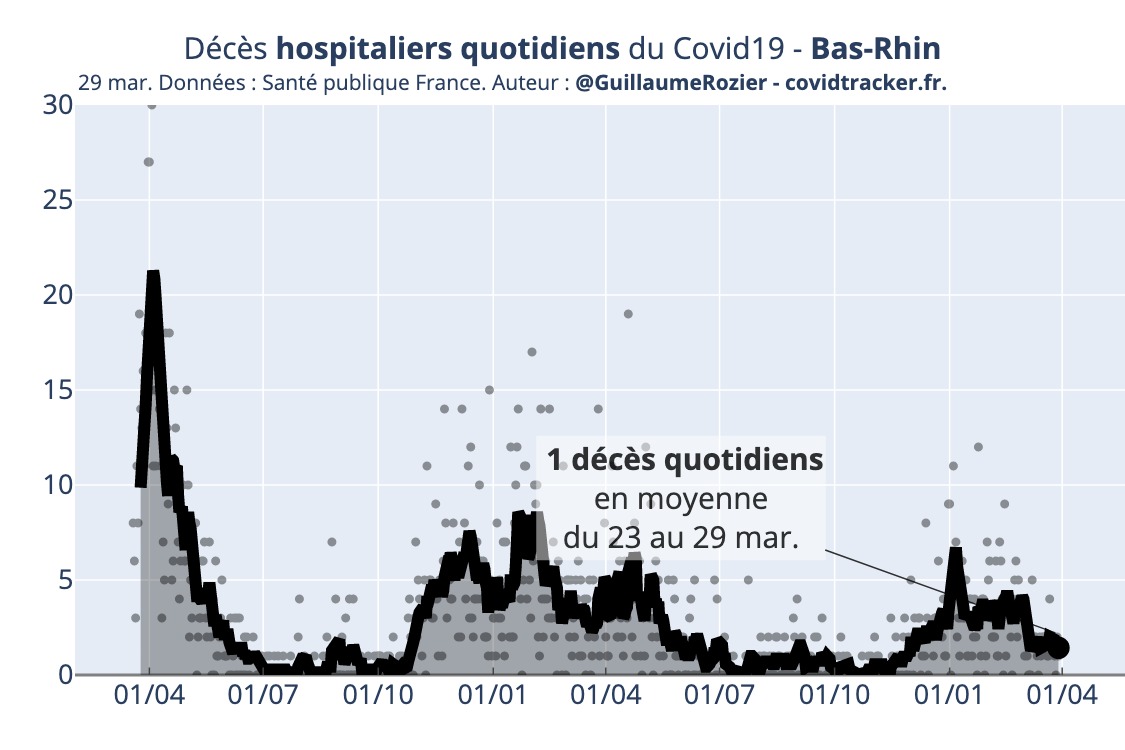 Décès hospitaliers quotidiens du Covid19 - Bas-Rhin
29 mar. Données : Santé publique France. Auteur : @GuillaumeRozier - covidtracker.fr.
30
25
20
15
10
5
0
1 décès quotidiens
en moyenne
du 23 au 29 mar.
01/04 01/07 01/10 01/01 01/04 01/07 01/10 01/01 01/04